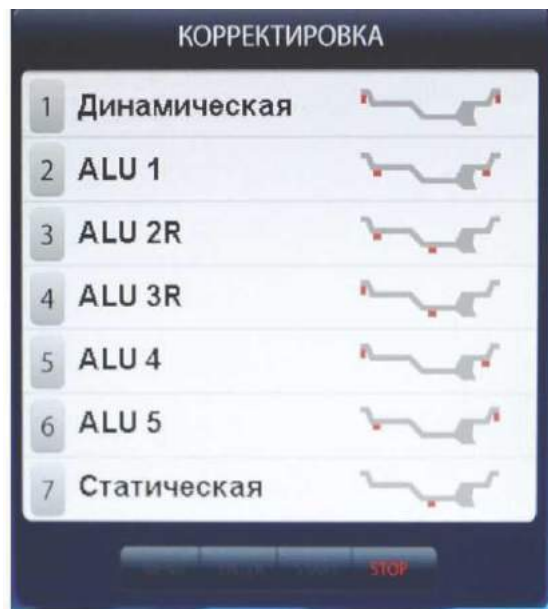 КОРРЕКТИРОВКА
1 Динамическая
2 ALU 1
3 ALU 2R
4 ALU 3R
5 ALU 4
6 ALU 5
7 Статическая
STOP